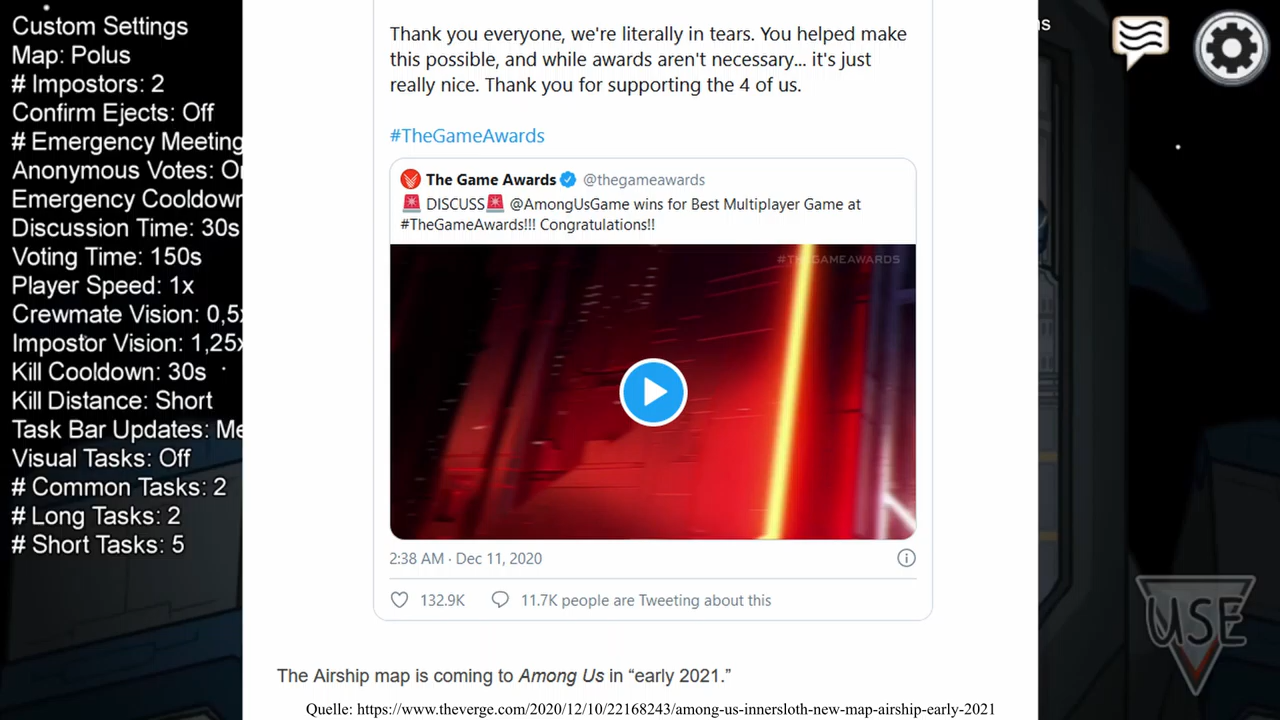 Custom Settings
Map: Polus
# Impostors: 2
Confirm Ejects: Off
# Emergency Meeting
Anonymous Votes:
Emergency Cooldown
Discussion Time: 30s
Voting Time: 150s
Player Speed: 1x
Crewmate Vision: 0,5x
Impostor Vision: 1,25x
Kill Cooldown: 30s
Kill Distance: Short
Task Bar Updates:
Visual Tasks: Off
# Common Tasks: 2
# Long Tasks: 2
# Short Tasks: 5
Thank you everyone, we're literally in tears. You helped make
this possible, and while awards aren't necessary... it's just
really nice. Thank you for supporting the 4 of us.
#TheGameAwards
The Game Awards @thegameawards
DISCUSS @AmongUsGame wins for Best Multiplayer Game at
#TheGameAwards!!! Congratulations!!
#THEGAMEAWARDS
2:38 AM · Dec 11, 2020
132.9K 11.7K people are Tweeting about this
The Airship map is coming to Among Us in “early 2021.”
Quelle: https://www.theverge.com/2020/12/10/22168243/among-us-innersloth-new-map-airship-early-2021
USE